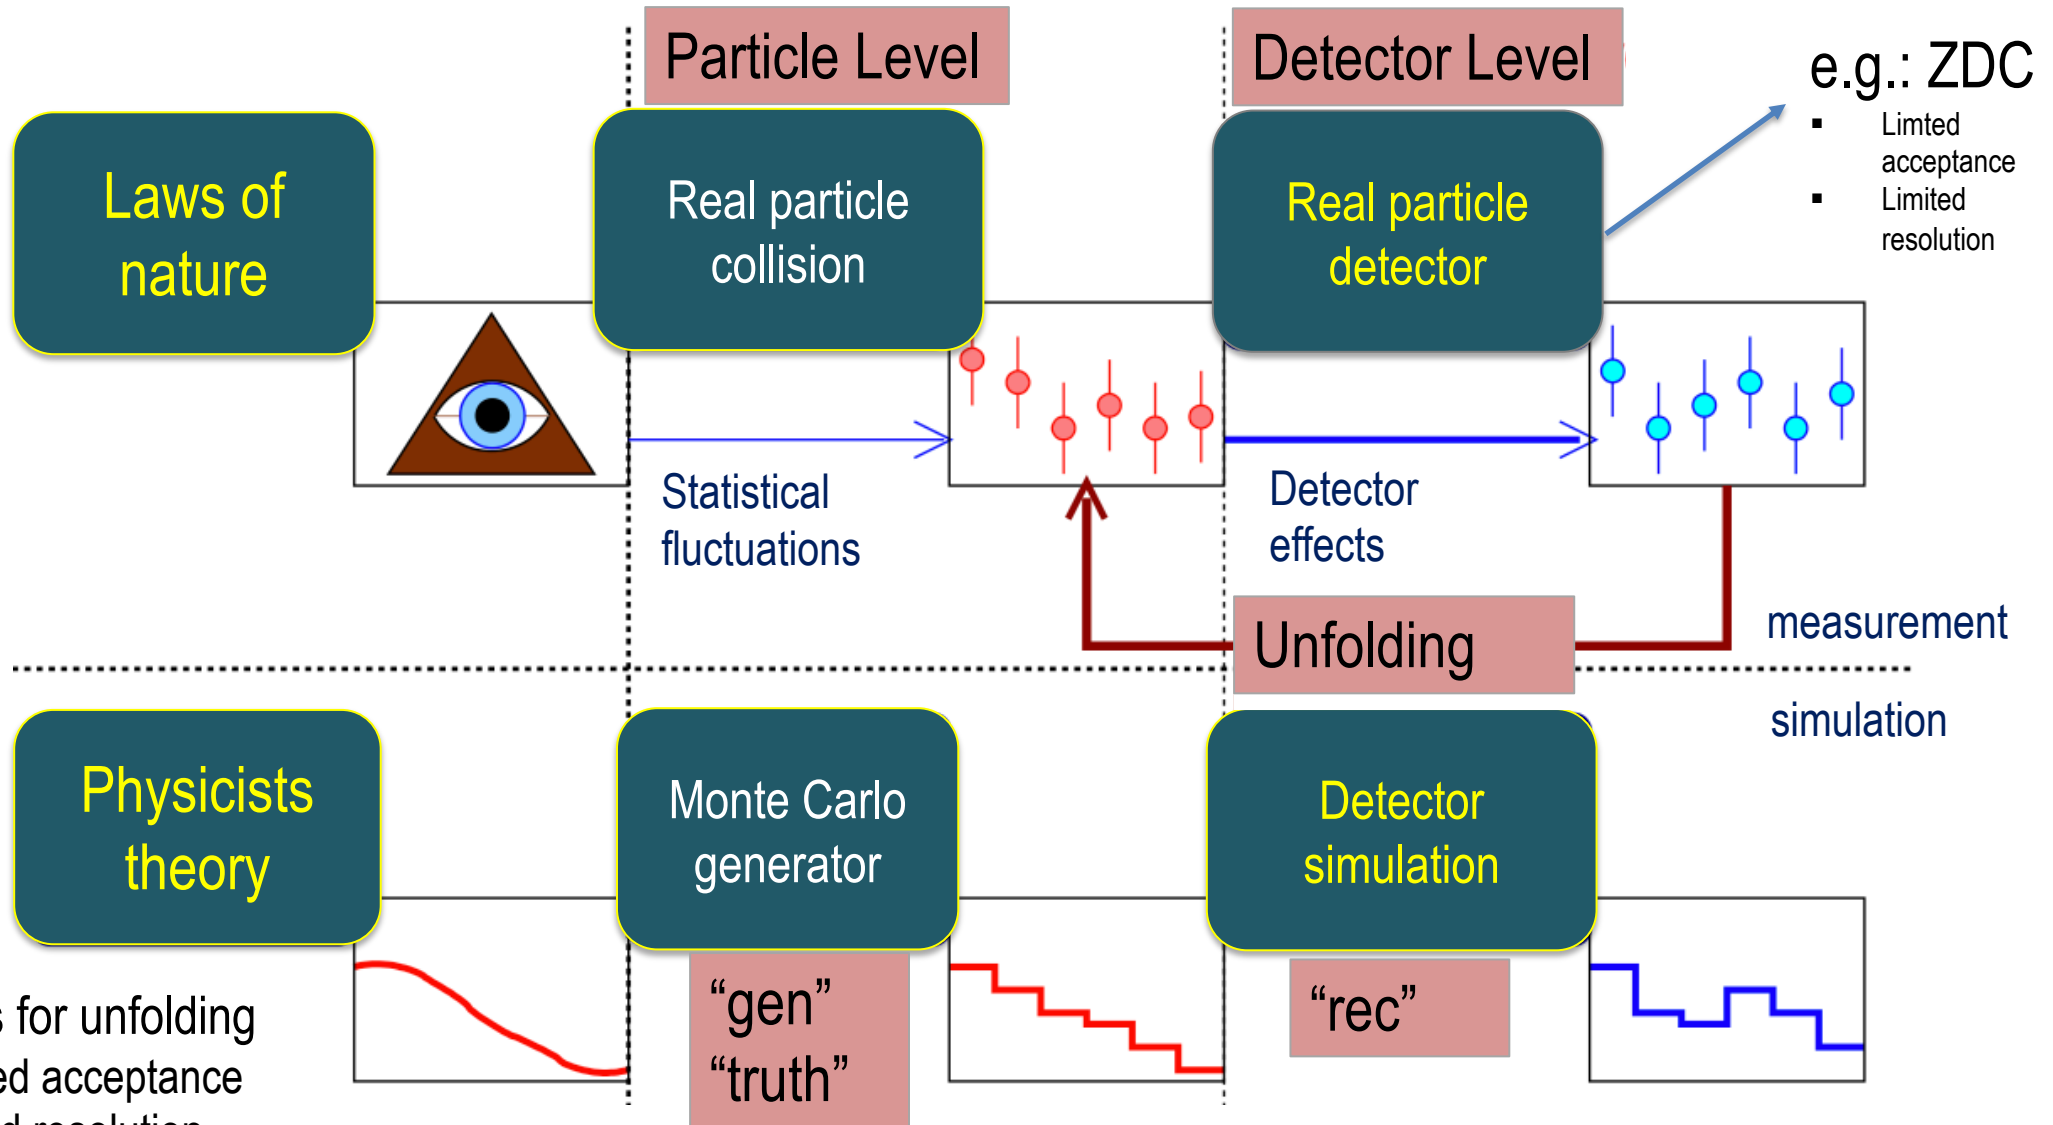 Particle Level
Detector Level
e.g.: ZDC
▪ Limted
acceptance
▪ Limited
resolution
Laws of
nature
Real particle
collision
Real particle
detector
Statistical
fluctuations
Detector
effects
Unfolding
measurement
simulation
Physicists
theory
Monte Carlo
generator
Detector
simulation
“gen”
“truth”
“rec”
for unfolding
acceptance
resolution